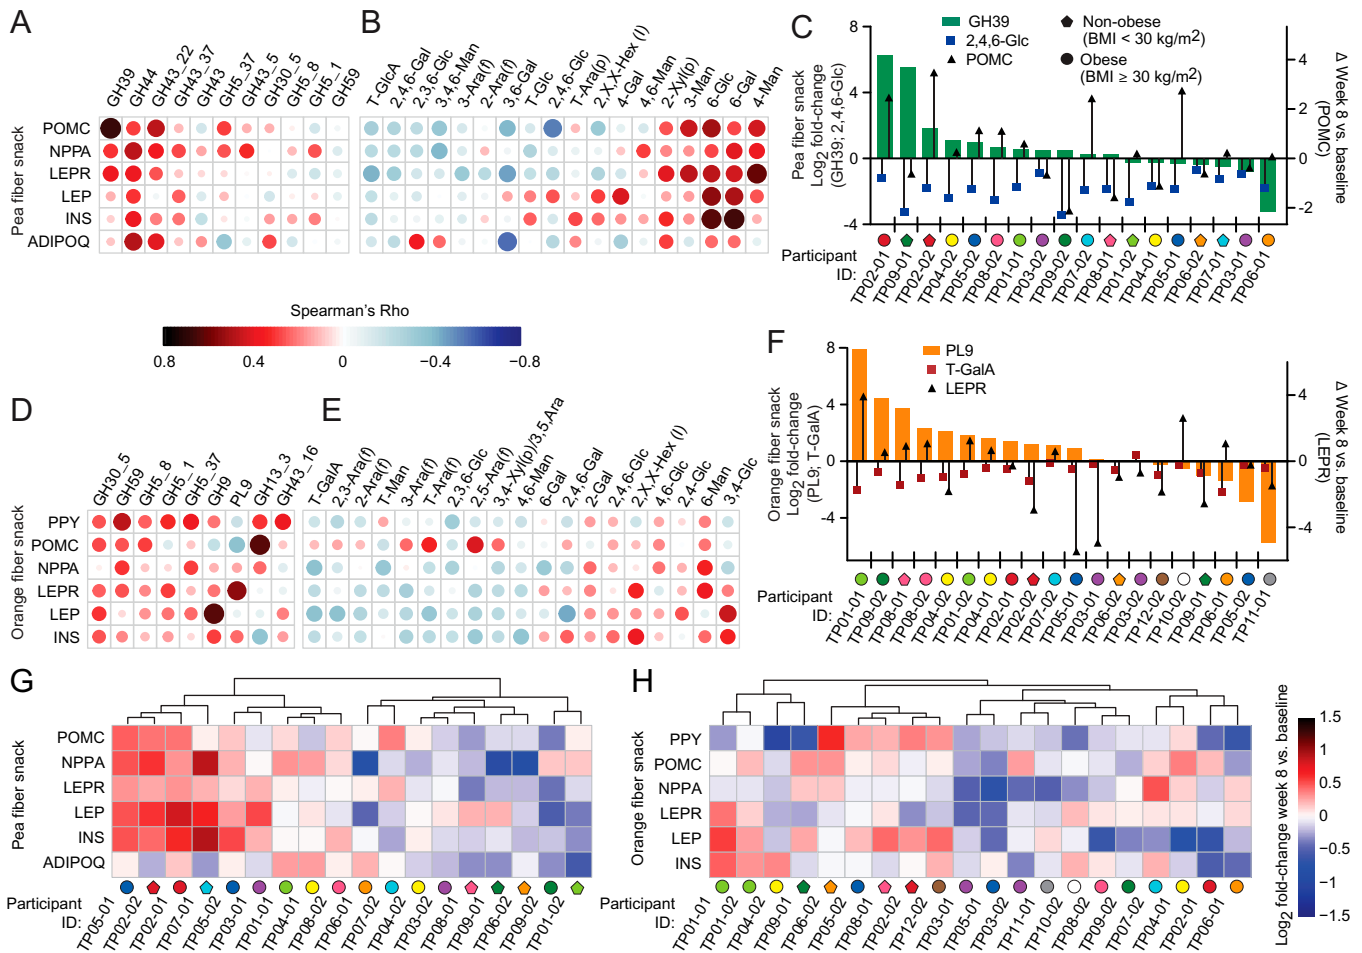 A
GH39
GH44
GH43_22
GH43_37
GH43
GH5_37
GH43_5
GH30_5
GH5_8
GH5_1
GH59
Pea fiber snack
POMC
NPPA
LEPR
LEP
INS
ADIPOQ
B
T-GlcA
2,4,6-Gal
2,3,6-Glc
3,4,6-Man
3-Ara(f)
2-Ara(f)
3,6-Gal
T-Glc
2,4,6-Glc
T-Ara(p)
2,X,X-Hex (I)
4-Gal
4,6-Man
2-Xyl(p)
3-Man
6-Glc
6-Gal
4-Man
C
GH39
2,4,6-Glc
POMC
Non-obese
(BMI < 30 kg/m2)
Obese
(BMI ≥ 30 kg/m2)
Pea fiber snack
Log2 fold-change
(GH39; 2,4,6-Glc)
8
4
0
-4
4
2
0
-2
Δ Week 8 vs. baseline
(POMC)
Participant
ID:
TP02-01
TP09-01
TP02-02
TP04-02
TP05-02
TP08-02
TP01-01
TP03-02
TP09-02
TP07-02
TP08-01
TP01-02
TP04-01
TP05-01
TP06-02
TP07-01
TP03-01
TP06-01
Spearman's Rho
0.8
0.4
0
−0.4
−0.8
D
GH30_5
GH59
GH5_8
GH5_1
GH5_37
GH9
PL9
GH13_3
GH43_16
Orange fiber snack
PPY
POMC
NPPA
LEPR
LEP
INS
E
T-GalA
2,3-Ara(f)
2-Ara(f)
T-Man
3-Ara(f)
T-Ara(f)
2,3,6-Glc
2,5-Ara(f)
3,4-Xyl(p)/3,5,Ara
4,6-Man
6-Gal
2,4,6-Gal
2-Gal
2,4,6-Glc
2,X,X-Hex (I)
4,6-Glc
2,4-Glc
6-Man
3,4-Glc
F
PL9
T-GalA
LEPR
Orange fiber snack
Log2 fold-change
(PL9; T-GalA)
8
4
0
-4
4
0
-4
Δ Week 8 vs. baseline
(LEPR)
Participant
ID:
TP01-01
TP09-02
TP08-01
TP08-02
TP04-02
TP01-02
TP04-01
TP02-01
TP02-02
TP07-02
TP05-01
TP03-01
TP06-02
TP03-02
TP12-02
TP10-02
TP09-01
TP06-01
TP05-02
TP11-01
G
Pea fiber snack
POMC
NPPA
LEPR
LEP
INS
ADIPOQ
Participant
ID:
TP05-01
TP02-02
TP02-01
TP07-01
TP05-02
TP03-01
TP01-01
TP04-01
TP08-02
TP06-01
TP07-02
TP04-02
TP03-02
TP08-01
TP09-01
TP06-02
TP09-02
TP01-02
H
Orange fiber snack
PPY
POMC
NPPA
LEPR
LEP
INS
Participant
ID:
TP01-01
TP01-02
TP04-02
TP09-01
TP06-02
TP05-02
TP08-01
TP02-02
TP12-02
TP03-01
TP05-01
TP03-02
TP11-01
TP10-02
TP08-02
TP09-02
TP07-02
TP04-01
TP02-01
TP06-01
Log2 fold-change week 8 vs. baseline
1.5
1
0.5
0
−0.5
−1
−1.5